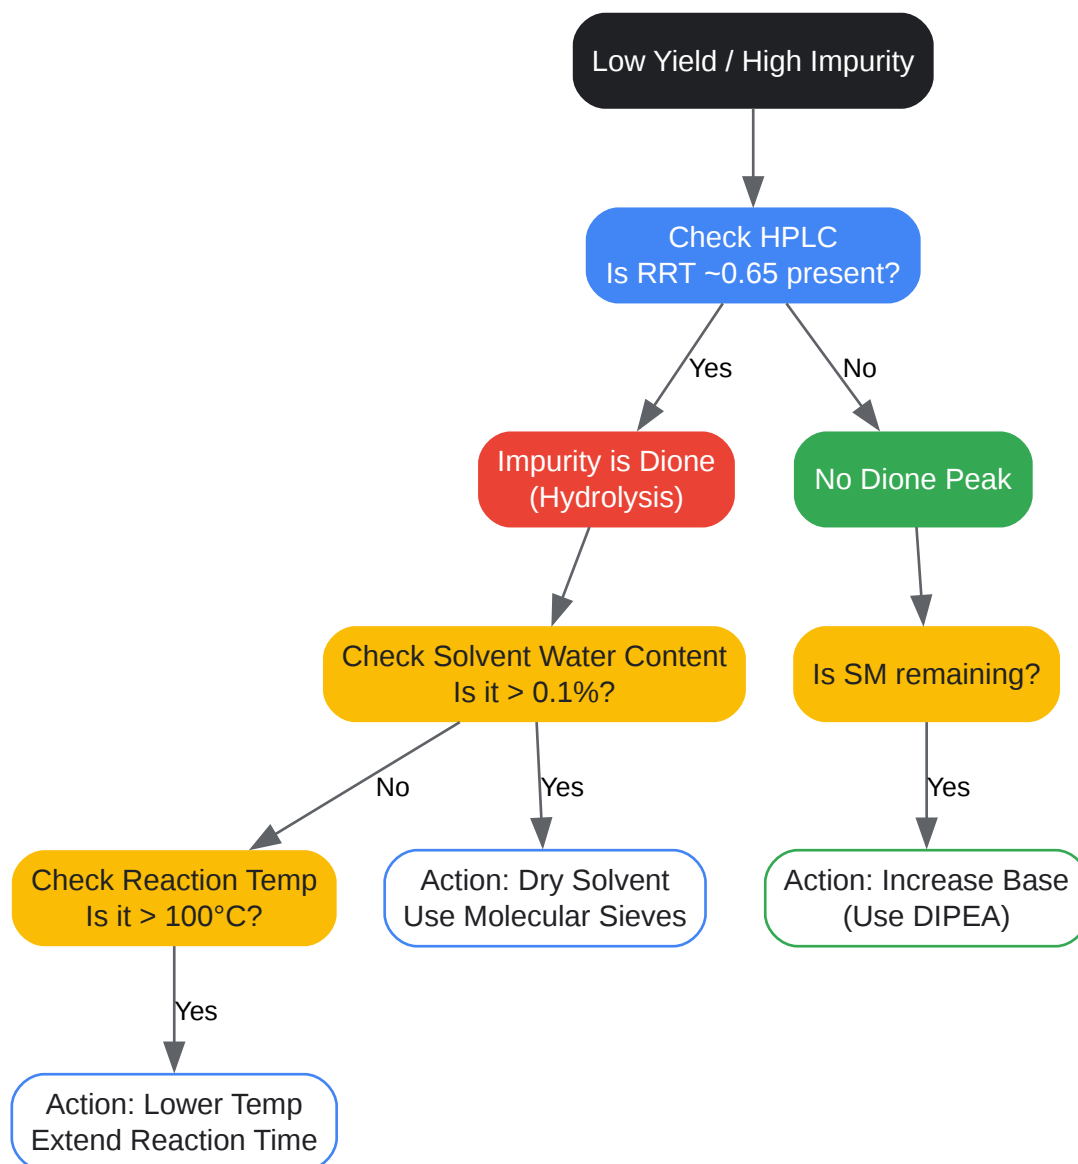 Low Yield / High Impurity
Check HPLC
Is RRT ~0.65 present?
Yes
No
Impurity is Dione
(Hydrolysis)
No Dione Peak
Check Solvent Water Content
Is it > 0.1%?
Is SM remaining?
No
Yes
Yes
Check Reaction Temp
Is it > 100°C?
Action: Dry Solvent
Use Molecular Sieves
Action: Increase Base
(Use DIPEA)
Yes
Action: Lower Temp
Extend Reaction Time